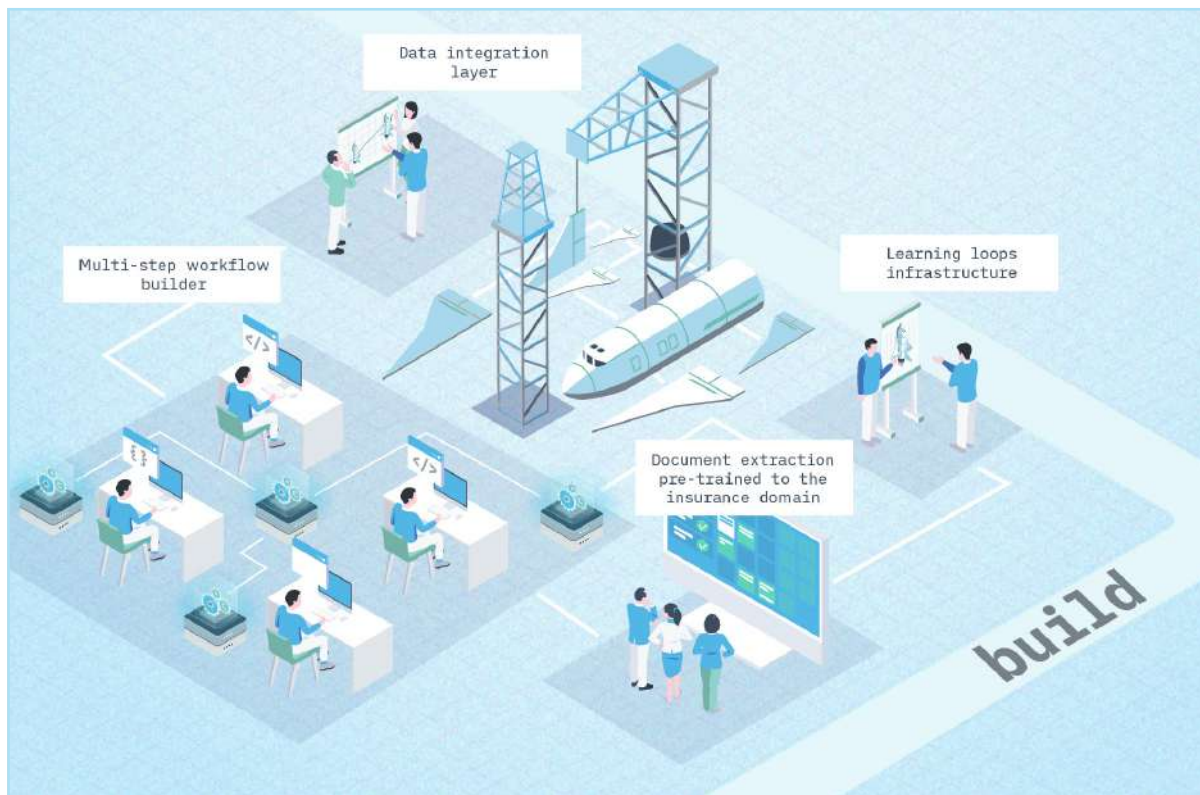 Data integration
layer
Multi-step workflow
builder
Learning loops
infrastructure
</>
</>
{ }
Document extraction
pre-trained to the
insurance domain
build